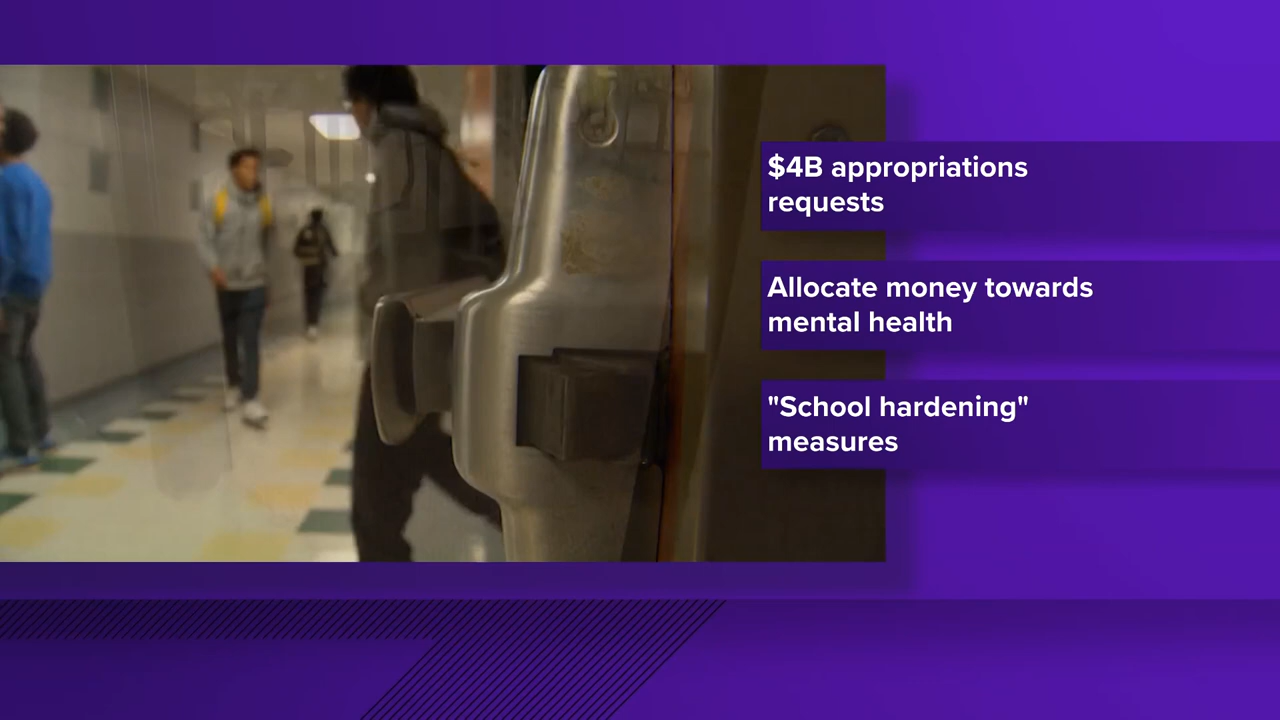 $4B appropriations
requests
Allocate money towards
mental health
"School hardening"
measures